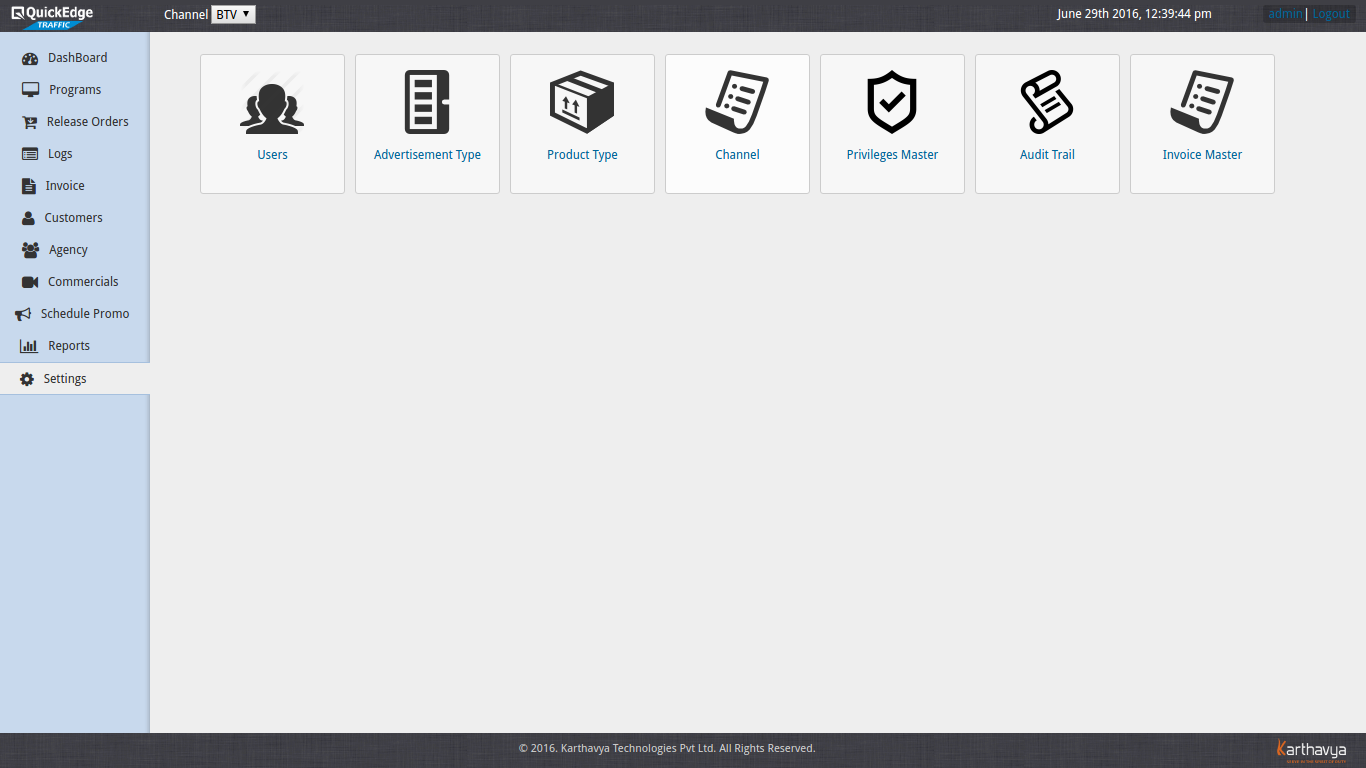 QuickEdge
TRAFFIC
Channel BTV
June 29th 2016, 12:39:44 pm
admin | Logout
DashBoard
Programs
Release Orders
Logs
Invoice
Customers
Agency
Commercials
Schedule Promo
Reports
Settings
Users
Advertisement Type
Product Type
Channel
Privileges Master
Audit Trail
Invoice Master
© 2016. Karthavya Technologies Pvt Ltd. All Rights Reserved.
Karthavya